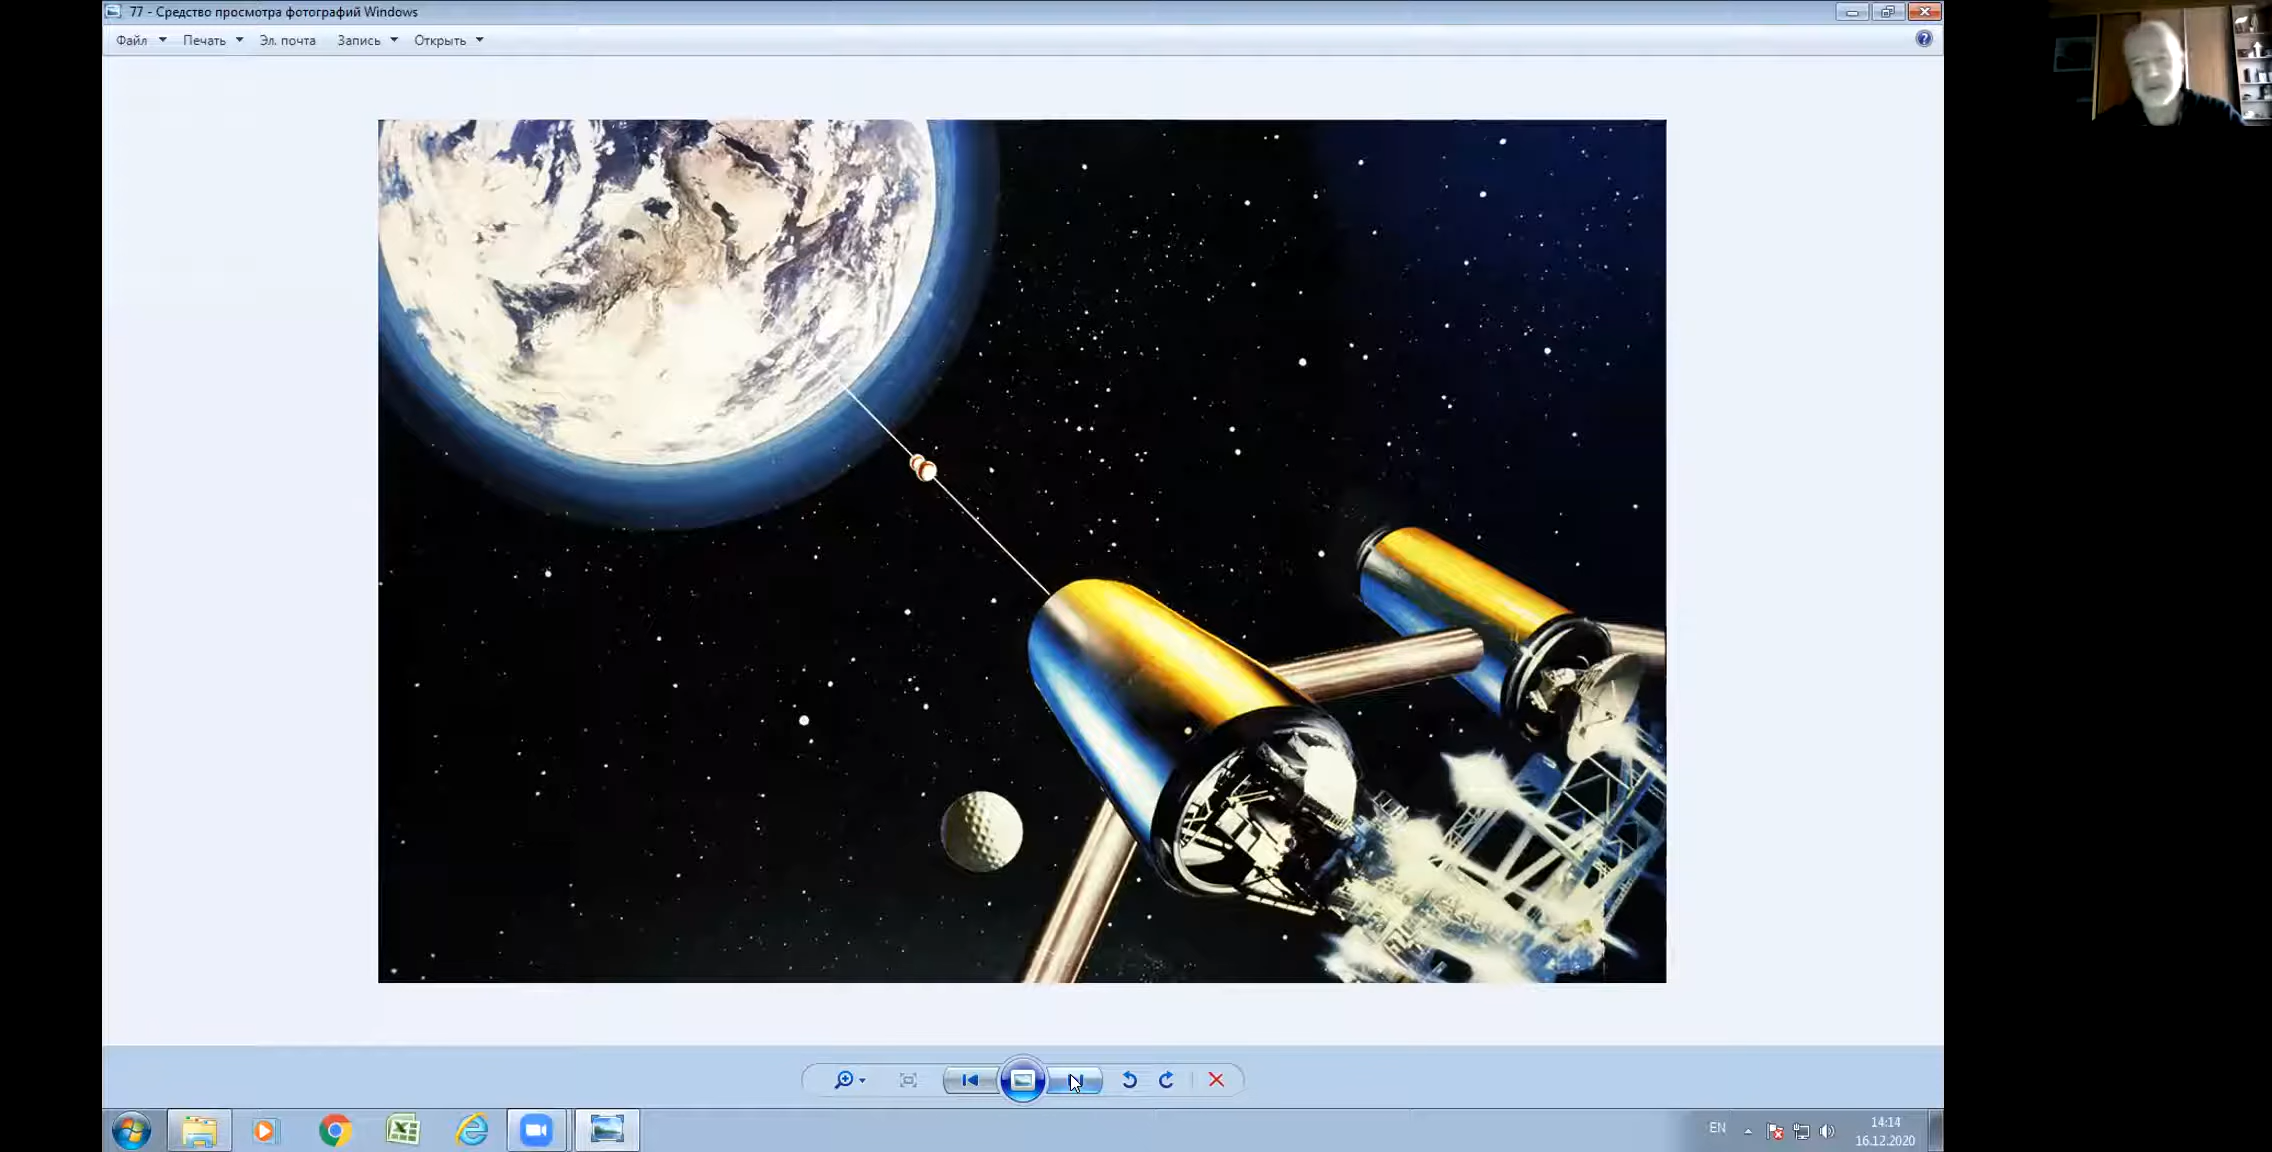 77 - Средство просмотра фотографий Windows
Файл Печать Эл. почта Запись Открыть
EN
14:14
16.12.2020